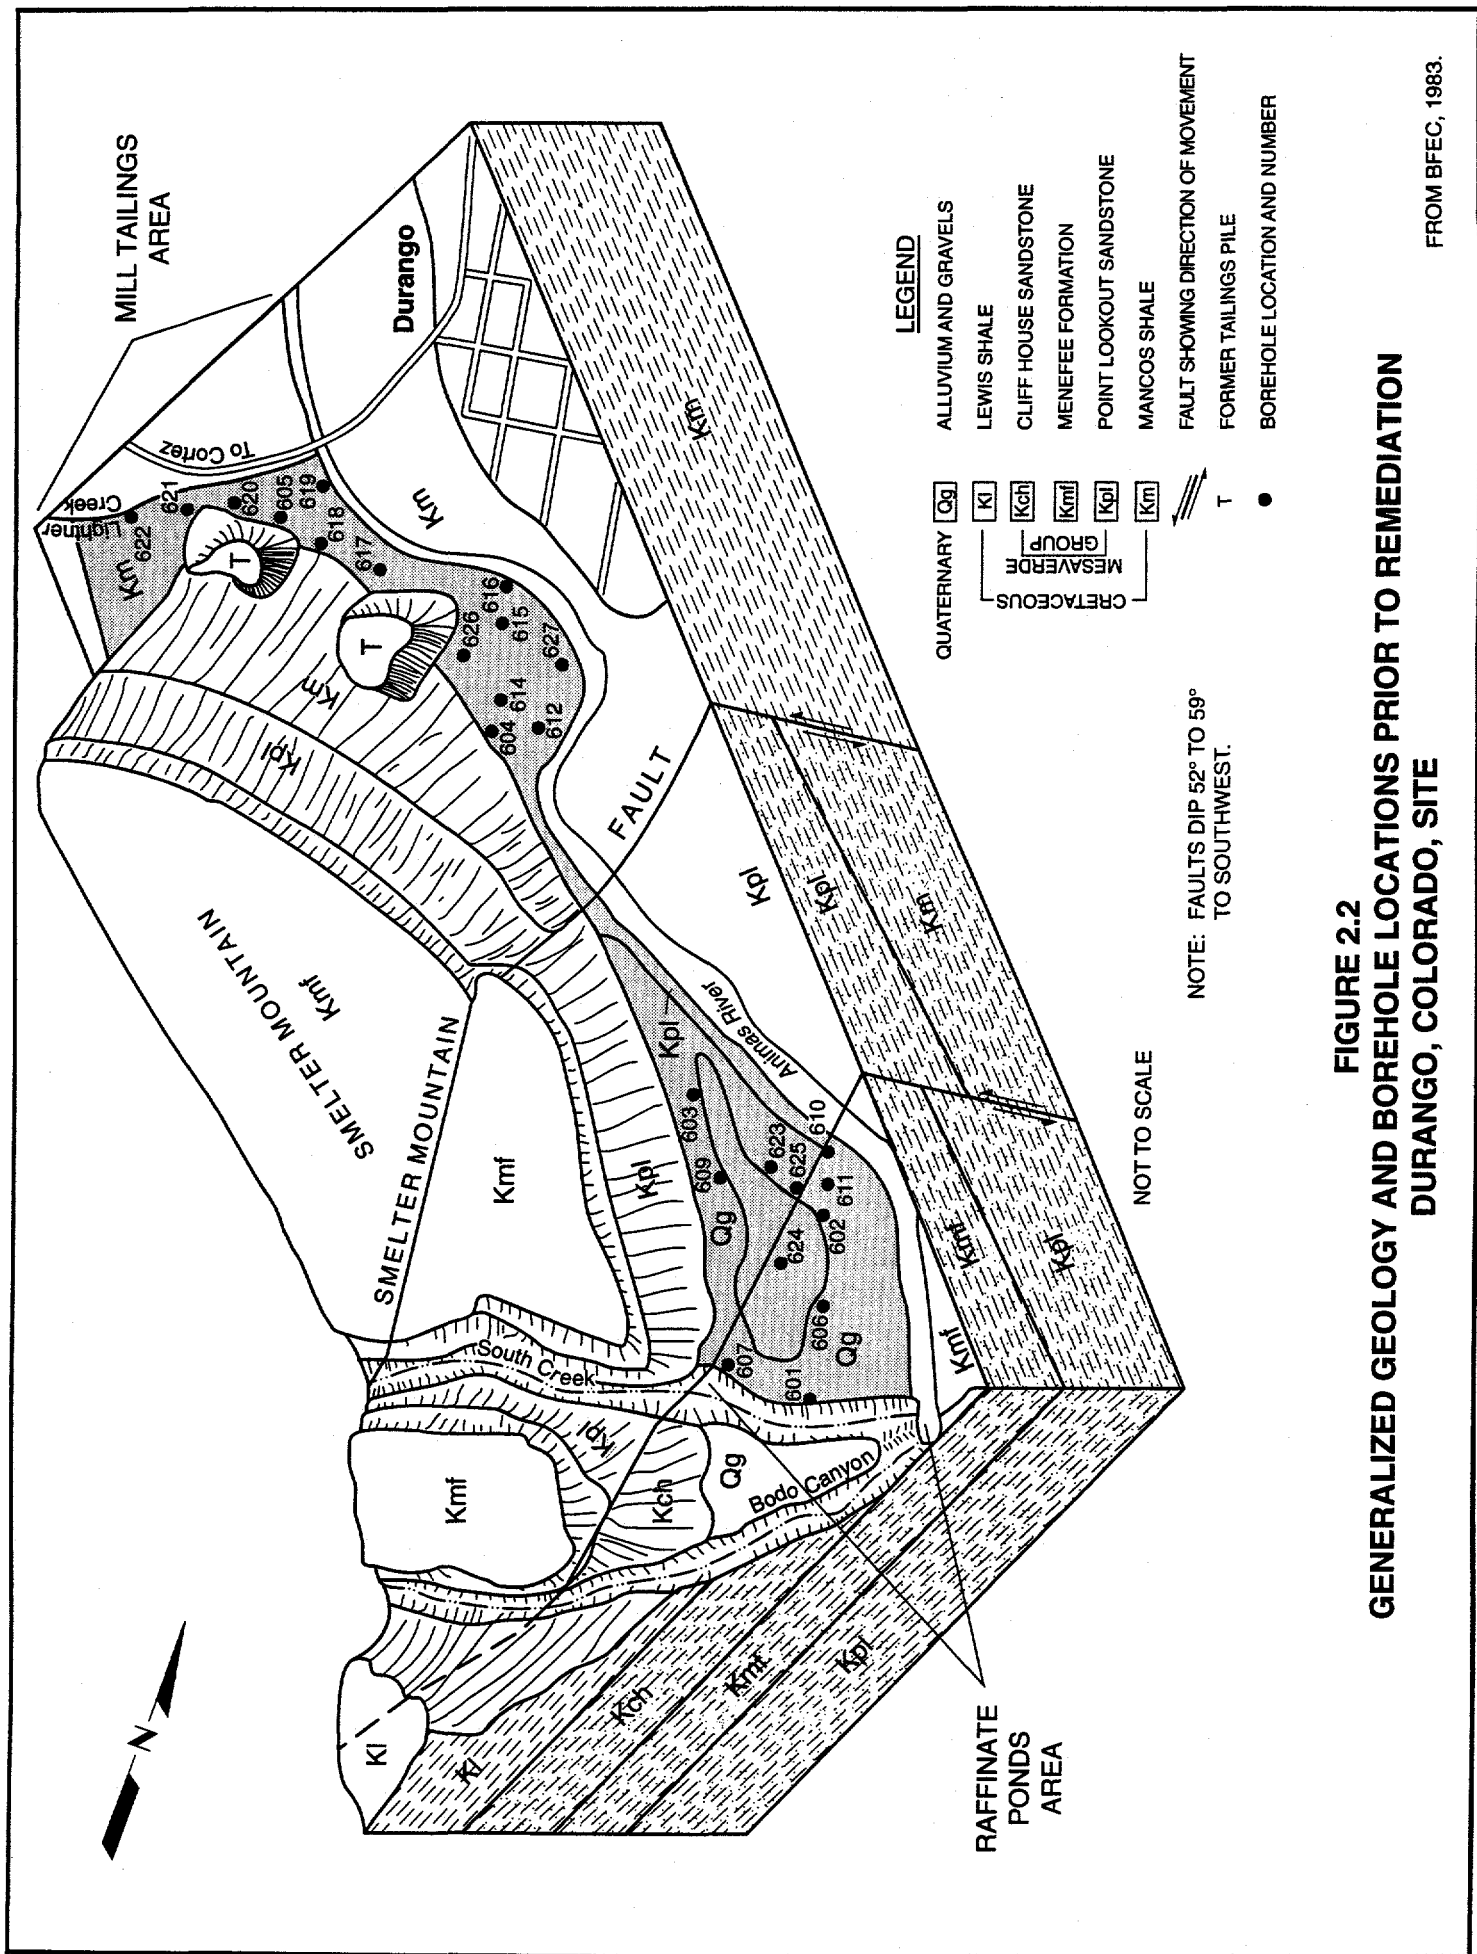 MILL TAILINGS
AREA
Lightner
Creek
To Cortez
Durango
Km
622
621
620
605
619
618
617
616
615
626
627
614
604
612
T
T
Km
Km
Kpl
SMELTER MOUNTAIN
Kmf
SMELTER MOUNTAIN
Kmf
FAULT
Kpl
Kpl
Km
Km
Kpl
Kpl
Animas River
603
609
Qg
623
625
610
611
602
624
606
Qg
607
601
South Creek
Kpl
Kmf
Kch
Qg
Bodo Canyon
Kmf
Kmf
Kpl
Kl
Kl
Kch
Kmf
Kpl
N
RAFFINATE
PONDS
AREA
LEGEND
QUATERNARY
Qg ALLUVIUM AND GRAVELS
CRETACEOUS
Kl LEWIS SHALE
MESAVERDE
GROUP
Kch CLIFF HOUSE SANDSTONE
Kmf MENEFEE FORMATION
Kpl POINT LOOKOUT SANDSTONE
Km MANCOS SHALE
FAULT SHOWING DIRECTION OF MOVEMENT
T FORMER TAILINGS PILE
BOREHOLE LOCATION AND NUMBER
NOTE: FAULTS DIP 52° TO 59°
TO SOUTHWEST.
NOT TO SCALE
FROM BFEC, 1983.
FIGURE 2.2
GENERALIZED GEOLOGY AND BOREHOLE LOCATIONS PRIOR TO REMEDIATION
DURANGO, COLORADO, SITE